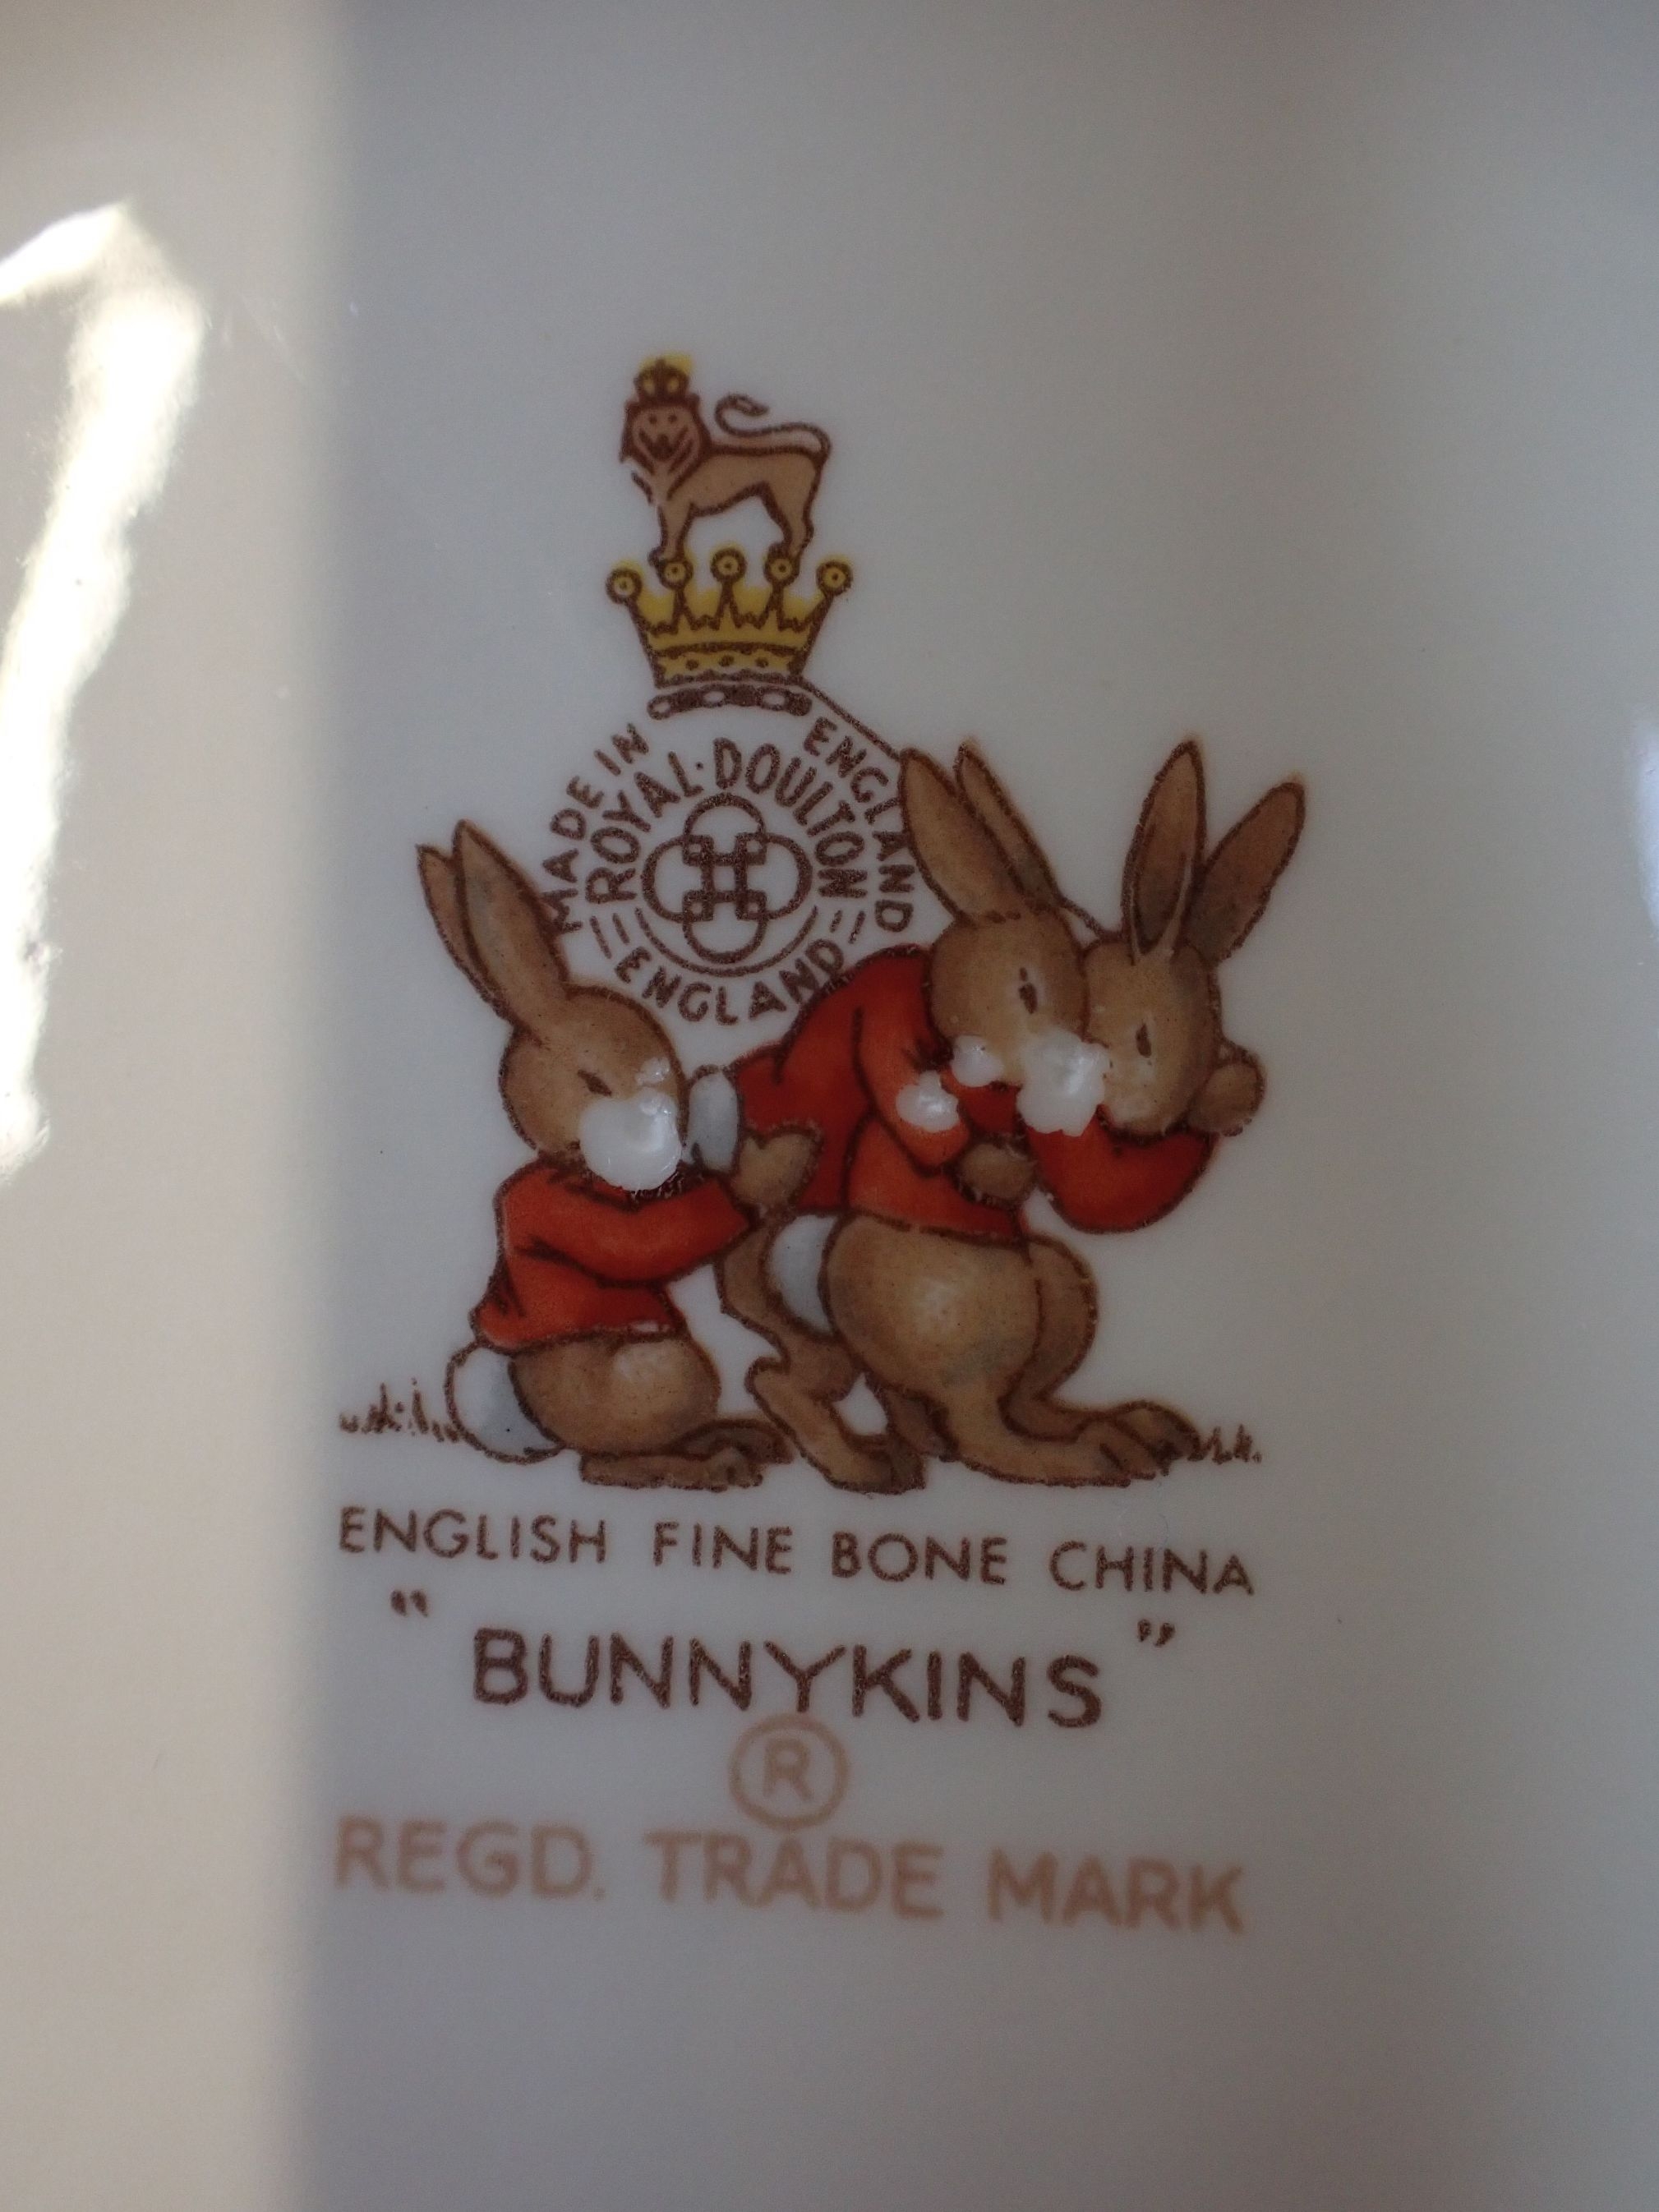 MADE IN ENGLAND
ROYAL·DOULTON
ENGLAND
ENGLISH FINE BONE CHINA
"BUNNYKINS"
®
REGD. TRADE MARK